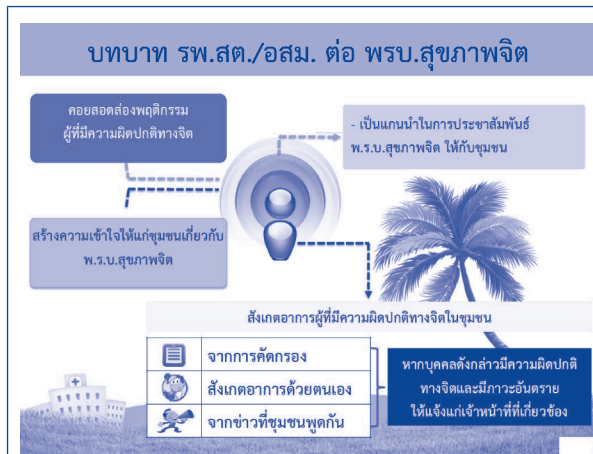 บทบาท รพ.สต./อสม. ต่อ พรบ.สุขภาพจิต
คอยสอดส่องพฤติกรรม
ผู้ที่มีความผิดปกติทางจิต
- เป็นแกนนำในการประชาสัมพันธ์
พ.ร.บ.สุขภาพจิต ให้กับชุมชน
สร้างความเข้าใจให้แก่ชุมชนเกี่ยวกับ
พ.ร.บ.สุขภาพจิต
สังเกตอาการผู้ที่มีความผิดปกติทางจิตในชุมชน
จากการคัดกรอง
สังเกตอาการด้วยตนเอง
จากข่าวที่ชุมชนพูดกัน
หากบุคคลดังกล่าวมีความผิดปกติ
ทางจิตและมีภาวะอันตราย
ให้แจ้งแก่เจ้าหน้าที่ที่เกี่ยวข้อง